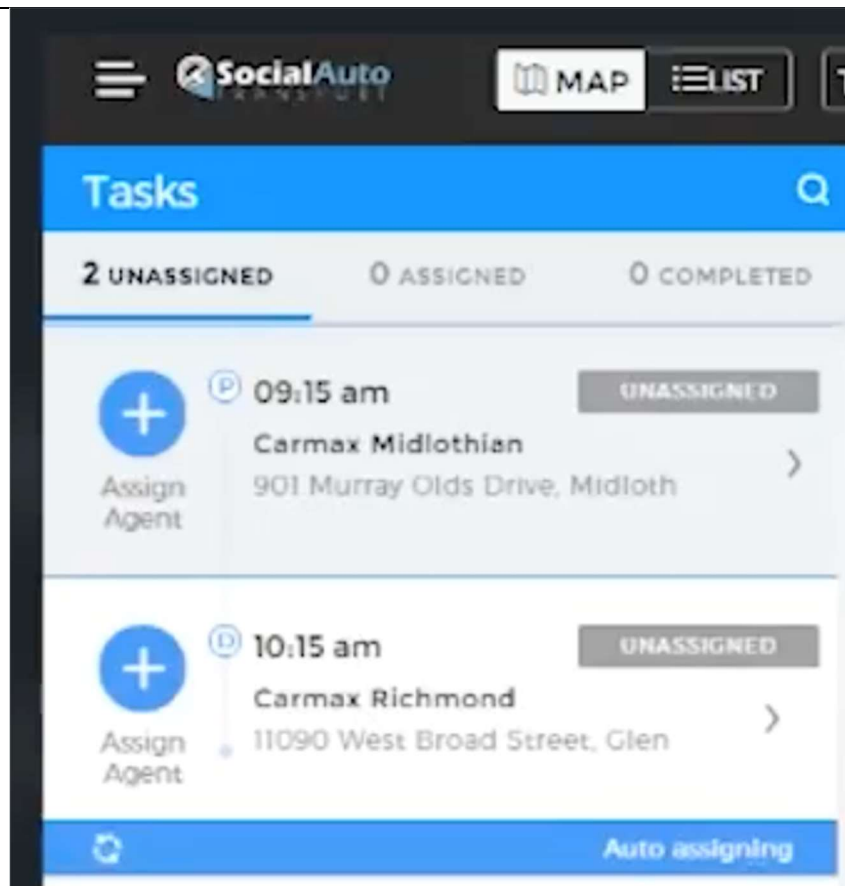 SocialAuto
TRANSPORT
MAP
LIST
T
Tasks
2 UNASSIGNED
0 ASSIGNED
0 COMPLETED
P 09:15 am
UNASSIGNED
Carmax Midlothian
901 Murray Olds Drive, Midloth
Assign
Agent
D 10:15 am
UNASSIGNED
Carmax Richmond
11090 West Broad Street, Glen
Assign
Agent
Auto assigning